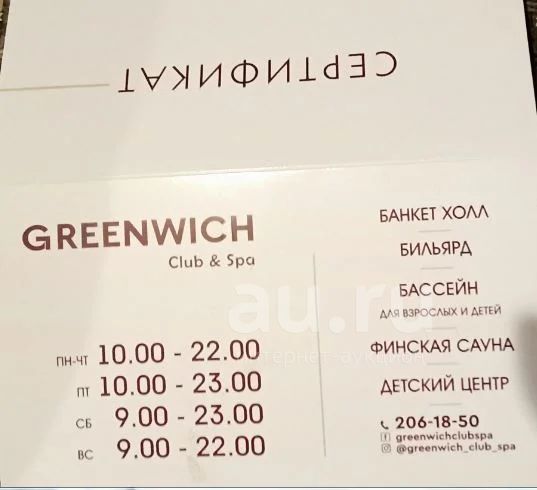 СЕРТИФИКАТ
GREENWICH
Club & Spa
ПН-ЧТ 10.00 - 22.00
ПТ 10.00 - 23.00
СБ 9.00 - 23.00
ВС 9.00 - 22.00
БАНКЕТ ХОЛЛ
БИЛЬЯРД
БАССЕЙН
ДЛЯ ВЗРОСЛЫХ И ДЕТЕЙ
ФИНСКАЯ САУНА
ДЕТСКИЙ ЦЕНТР
206-18-50
greenwichclubspa
@greenwich_club_spa
au.ru
интернет-аукцион